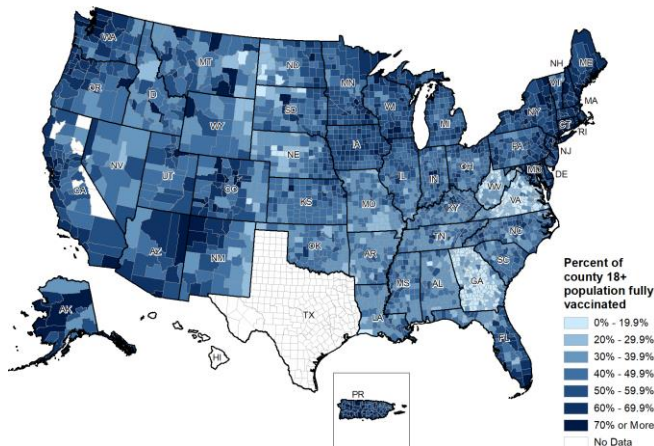 WA
MT
ND
MN
ME
NH
VT
OR
ID
SD
WI
NY
MA
WY
MI
CT
RI
IA
PA
NJ
NV
NE
OH
MD
DE
UT
CO
IL
IN
WV
VA
CA
KS
MO
KY
NC
AZ
NM
OK
AR
TN
SC
MS
AL
GA
TX
LA
FL
AK
HI
PR
Percent of
county 18+
population fully
vaccinated
0% - 19.9%
20% - 29.9%
30% - 39.9%
40% - 49.9%
50% - 59.9%
60% - 69.9%
70% or More
No Data